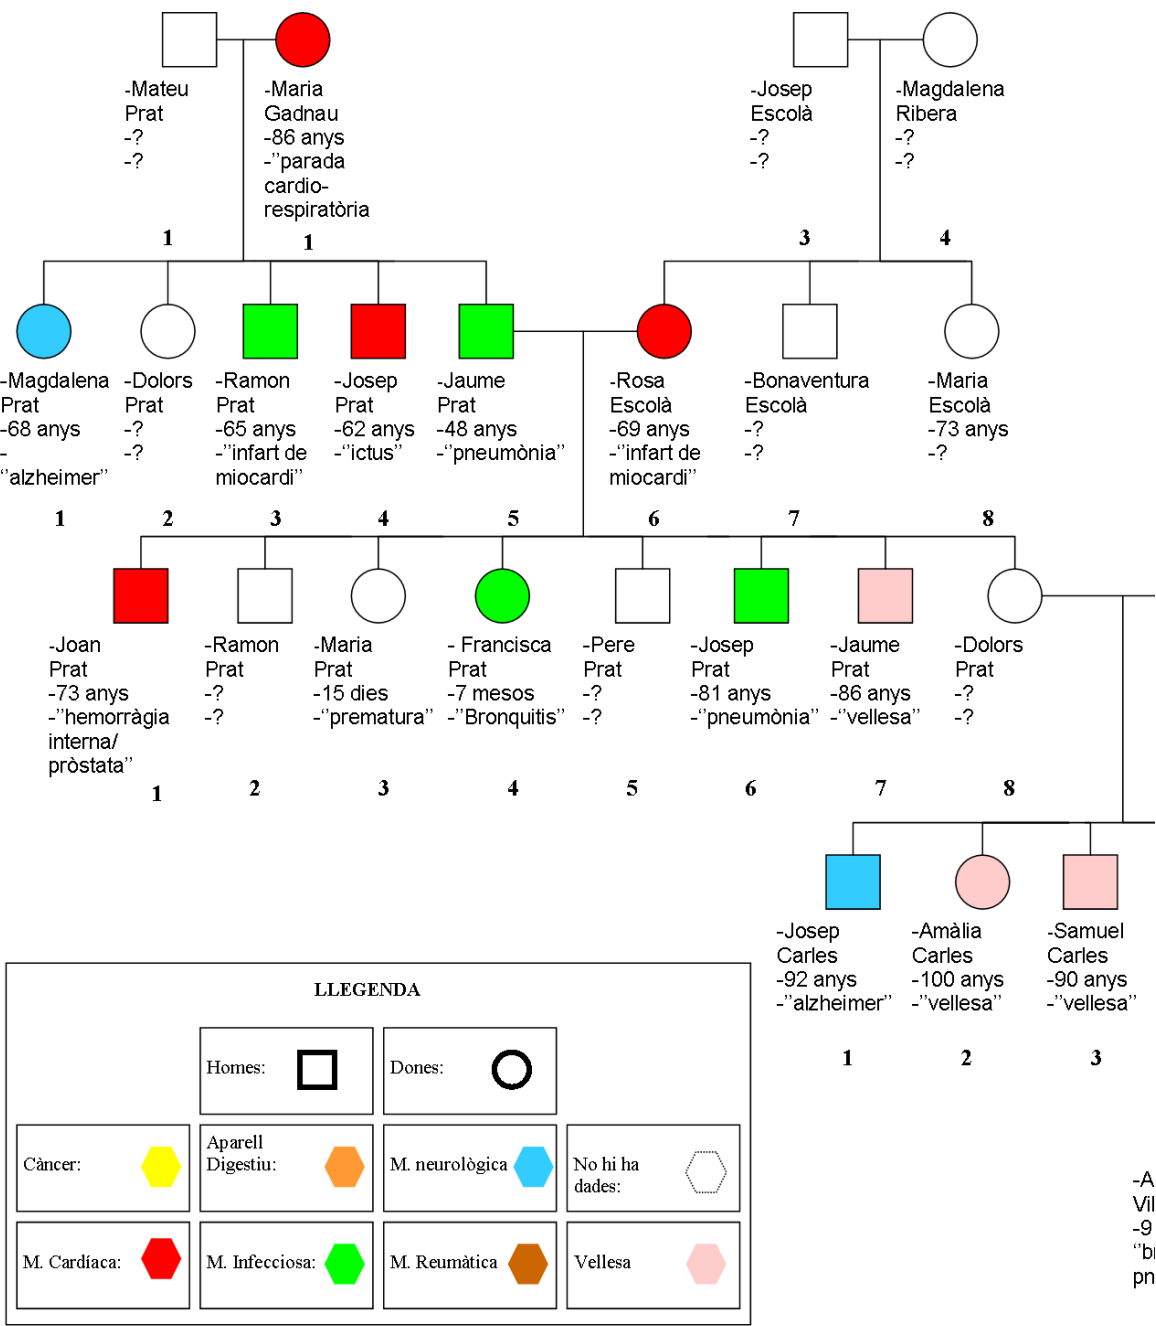 -Mateu
Prat
-?
-?
-Maria
Gadnau
-86 anys
-"parada
cardio-
respiratòria
-Josep
Escolà
-?
-?
-Magdalena
Ribera
-?
-?
1
1
3
4
-Magdalena
Prat
-68 anys
-
"alzheimer"
-Dolors
Prat
-?
-?
-Ramon
Prat
-65 anys
-"infart de
miocardi"
-Josep
Prat
-62 anys
-"ictus"
-Jaume
Prat
-48 anys
-"pneumònia"
-Rosa
Escolà
-69 anys
-"infart de
miocardi"
-Bonaventura
Escolà
-?
-?
-Maria
Escolà
-73 anys
-?
1
2
3
4
5
6
7
8
-Joan
Prat
-73 anys
-"hemorràgia
interna/
pròstata"
-Ramon
Prat
-?
-?
-Maria
Prat
-15 dies
-"prematura"
- Francisca
Prat
-7 mesos
-"Bronquitis"
-Pere
Prat
-?
-?
-Josep
Prat
-81 anys
-"pneumònia"
-Jaume
Prat
-86 anys
-"vellesa"
-Dolors
Prat
-?
-?
1
2
3
4
5
6
7
8
-Josep
Carles
-92 anys
-"alzheimer"
-Amàlia
Carles
-100 anys
-"vellesa"
-Samuel
Carles
-90 anys
-"vellesa"
1
2
3
LLEGENDA
Homes:
Dones:
Càncer:
Aparell
Digestiu:
M. neurològica
No hi ha
dades:
M. Cardíaca:
M. Infecciosa:
M. Reumàtica
Vellesa
-A
Vil
-9
"br
pn